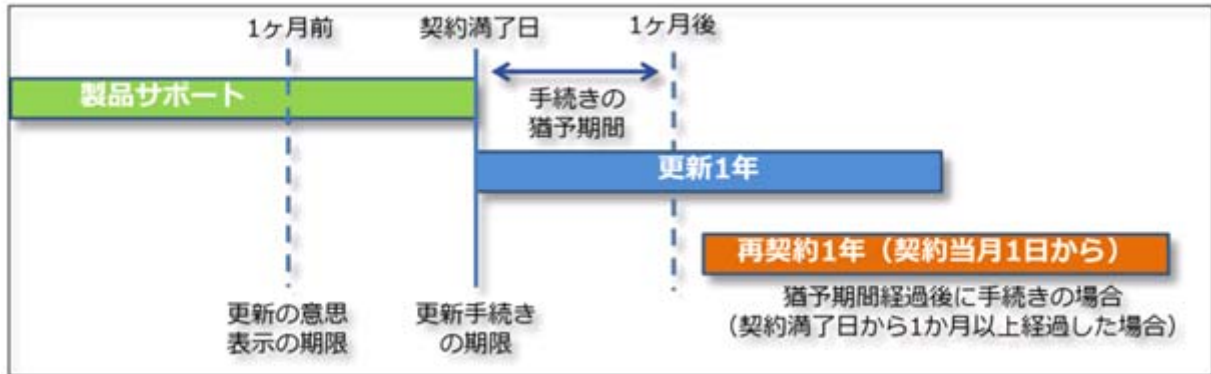 1ヶ月前
契約満了日
1ヶ月後
製品サポート
手続きの
猶予期間
更新1年
再契約1年（契約当月1日から）
更新の意思
表示の期限
更新手続き
の期限
猶予期間経過後に手続きの場合
（契約満了日から1か月以上経過した場合）